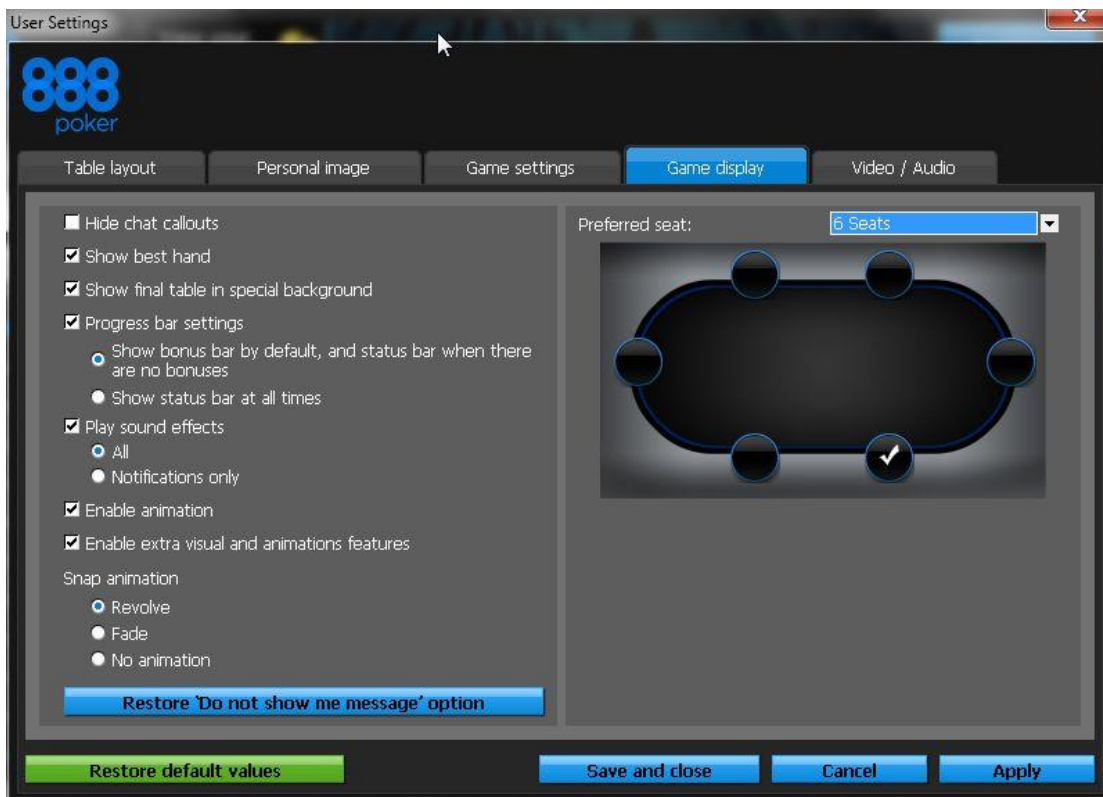 User Settings
888
888
poker
Table layout
Personal image
Game settings
Game display
Video / Audio
Hide chat callouts
Show best hand
Show final table in special background
Progress bar settings
Show bonus bar by default, and status bar when there
are no bonuses
Show status bar at all times
Play sound effects
All
Notifications only
Enable animation
Enable extra visual and animations features
Snap animation
Revolve
Fade
No animation
Restore 'Do not show me message' option
Preferred seat:
6 Seats
Restore default values
Save and close
Cancel
Apply